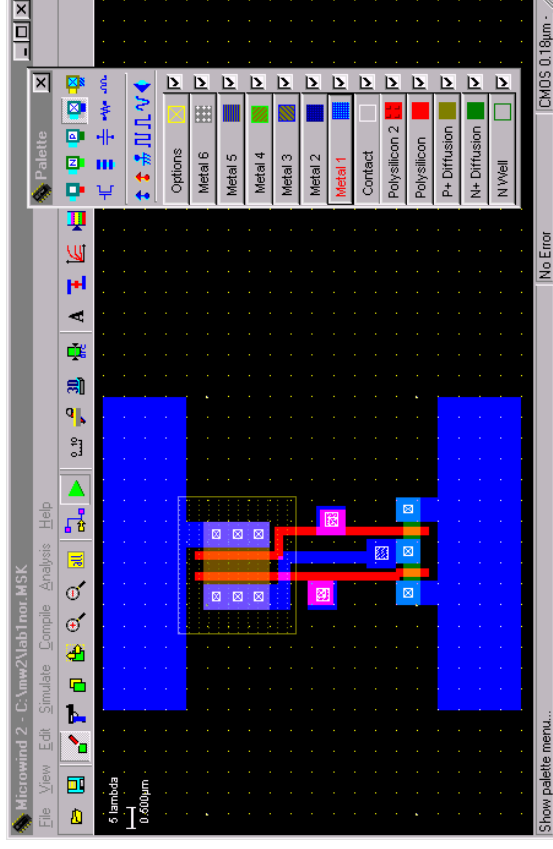 Microwind 2 - C:\mw2\lab1nor.MSK
File View Edit Simulate Compile Analysis Help
5 lambda
0.600µm
Palette
Options
Metal 6
Metal 5
Metal 4
Metal 3
Metal 2
Metal 1
Contact
Polysilicon 2
Polysilicon
P+ Diffusion
N+ Diffusion
N Well
Show palette menu...
No Error
CMOS 0.18µm -